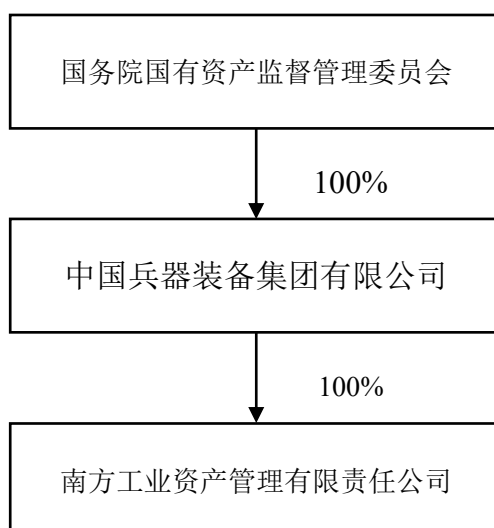 国务院国有资产监督管理委员会
100%
中国兵器装备集团有限公司
100%
南方工业资产管理有限责任公司